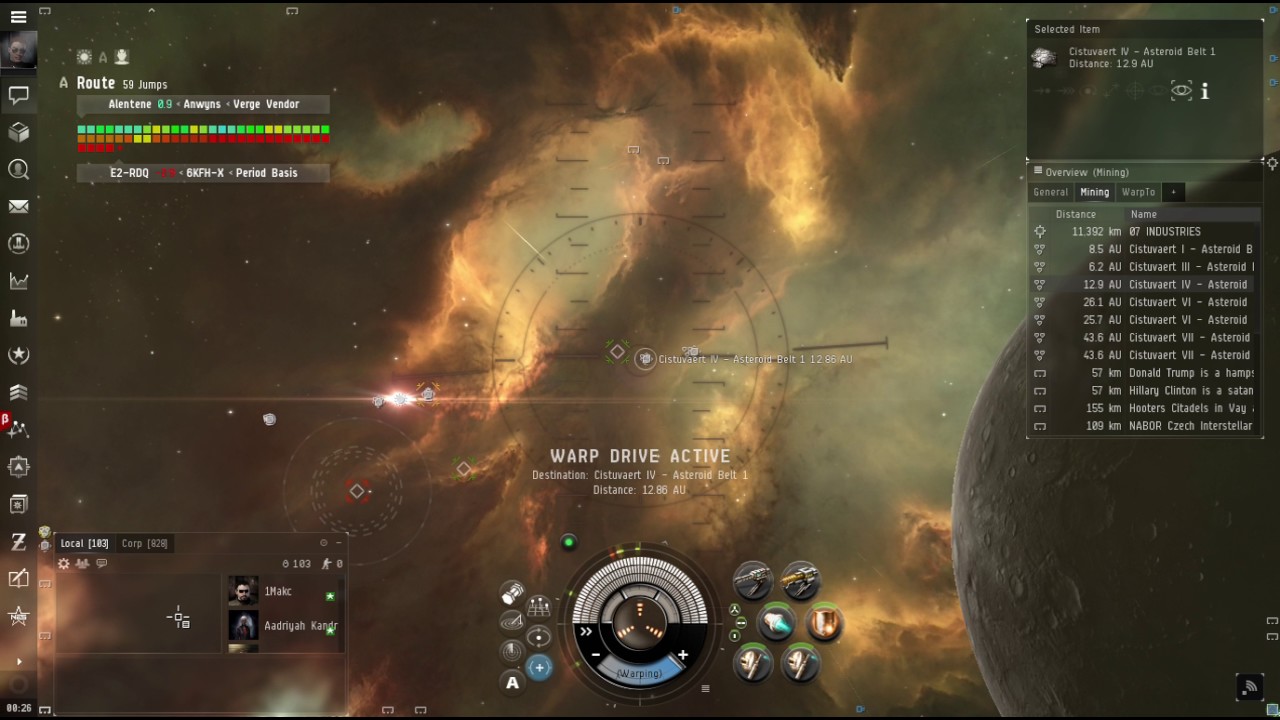 A Route 59 Jumps
Alentene 0.9 < Anwyns < Verge Vendor
E2-RDQ < 6KFH-X < Period Basis
Selected Item
Cistuvaert IV - Asteroid Belt 1
Distance: 12.9 AU
Overview (Mining)
General Mining WarpTo +
Distance Name
11,392 km 07 INDUSTRIES
8.5 AU Cistuvaert I - Asteroid B
6.2 AU Cistuvaert III - Asteroid
12.9 AU Cistuvaert IV - Asteroid
26.1 AU Cistuvaert VI - Asteroid
25.7 AU Cistuvaert VI - Asteroid
43.6 AU Cistuvaert VII - Asteroid
43.6 AU Cistuvaert VII - Asteroid
57 km Donald Trump is a hamps
57 km Hillary Clinton is a satan
155 km Hooters Citadels in Vay
109 km NABOR Czech Interstellar
Cistuvaert IV - Asteroid Belt 1 12.86 AU
WARP DRIVE ACTIVE
Destination: Cistuvaert IV - Asteroid Belt 1
Distance: 12.86 AU
Local [103] Corp [828]
103 0
1Makc
Aadriyah Kandr
(Warping)
A
β
Z
NES
00:26